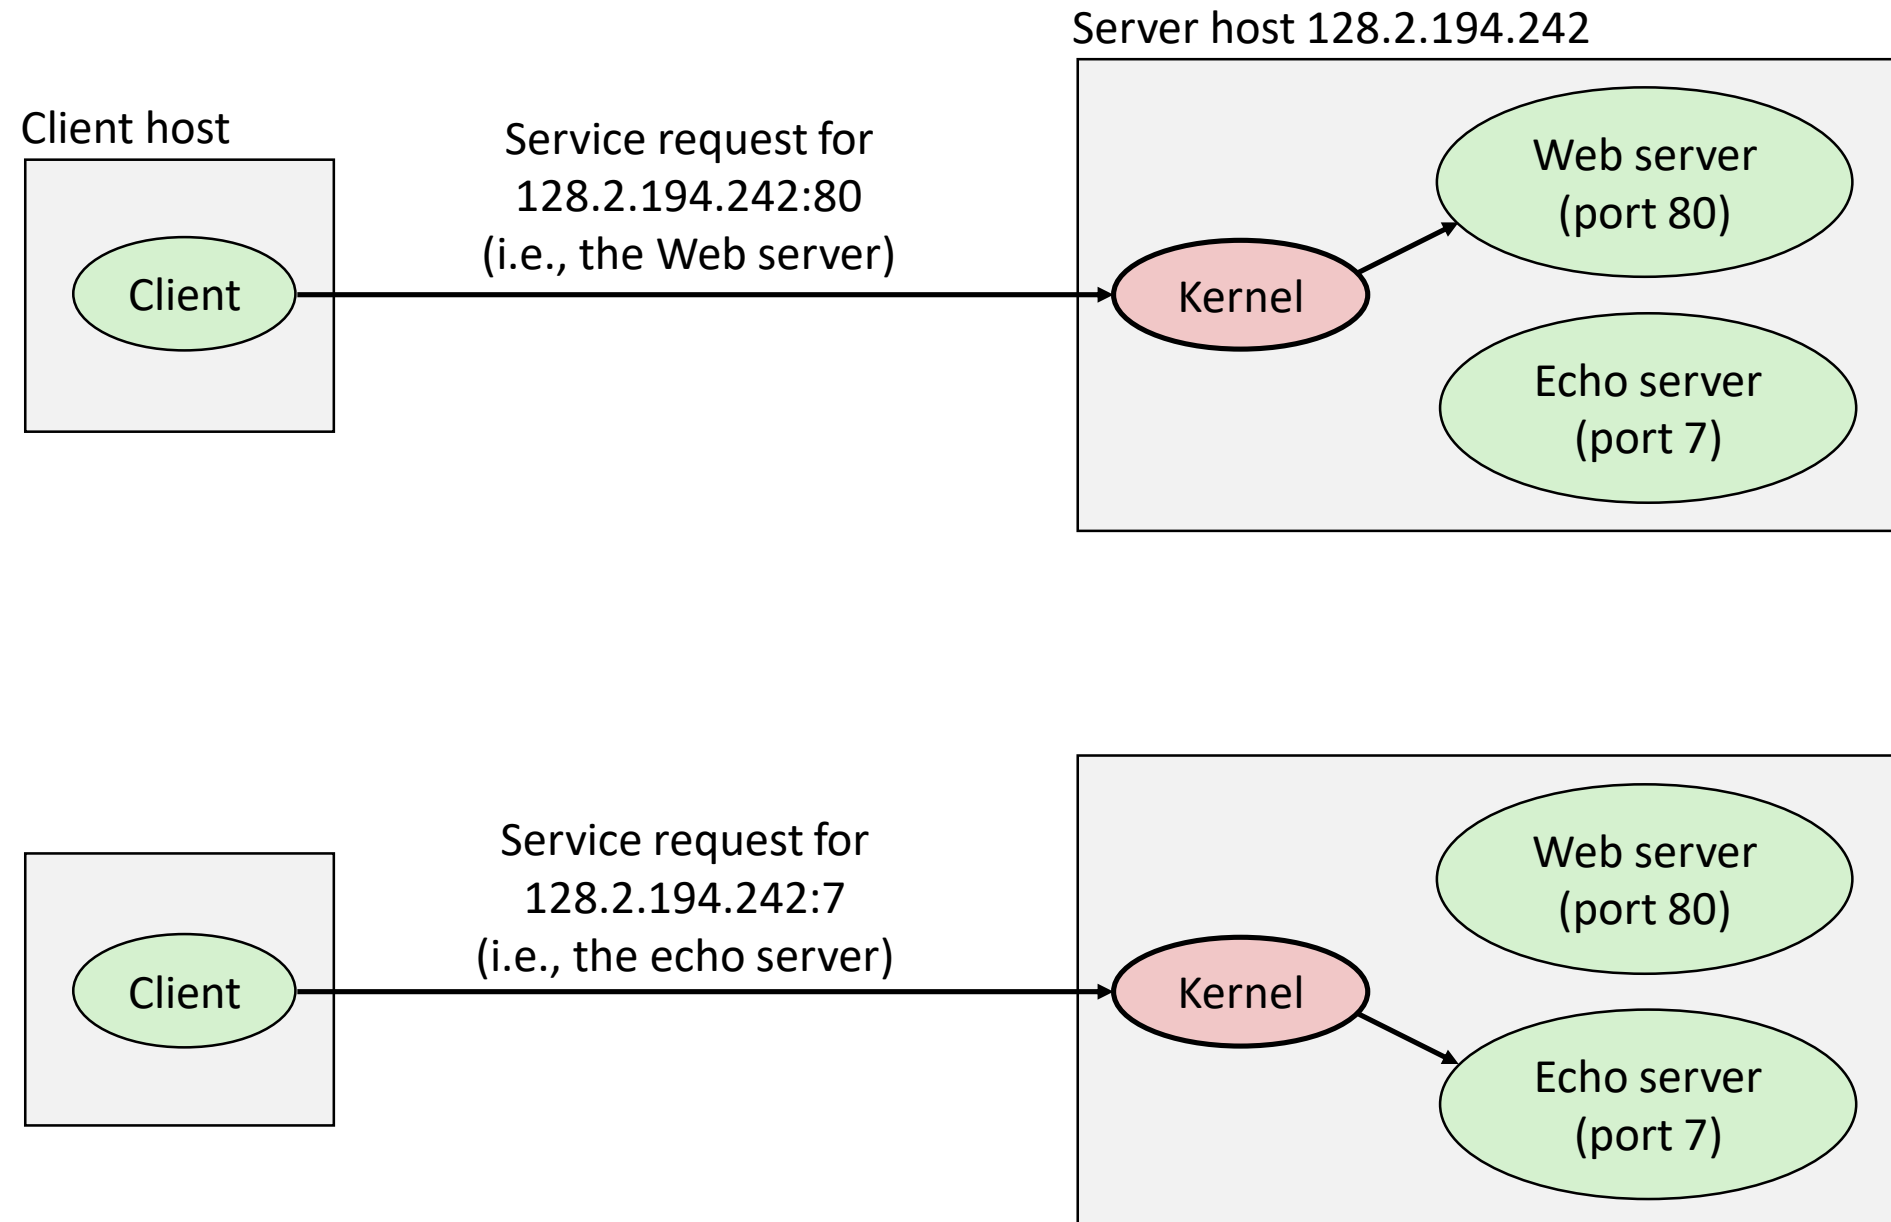 Server host 128.2.194.242
Client host
Service request for
128.2.194.242:80
(i.e., the Web server)
Client
Kernel
Web server
(port 80)
Echo server
(port 7)
Service request for
128.2.194.242:7
(i.e., the echo server)
Client
Kernel
Web server
(port 80)
Echo server
(port 7)